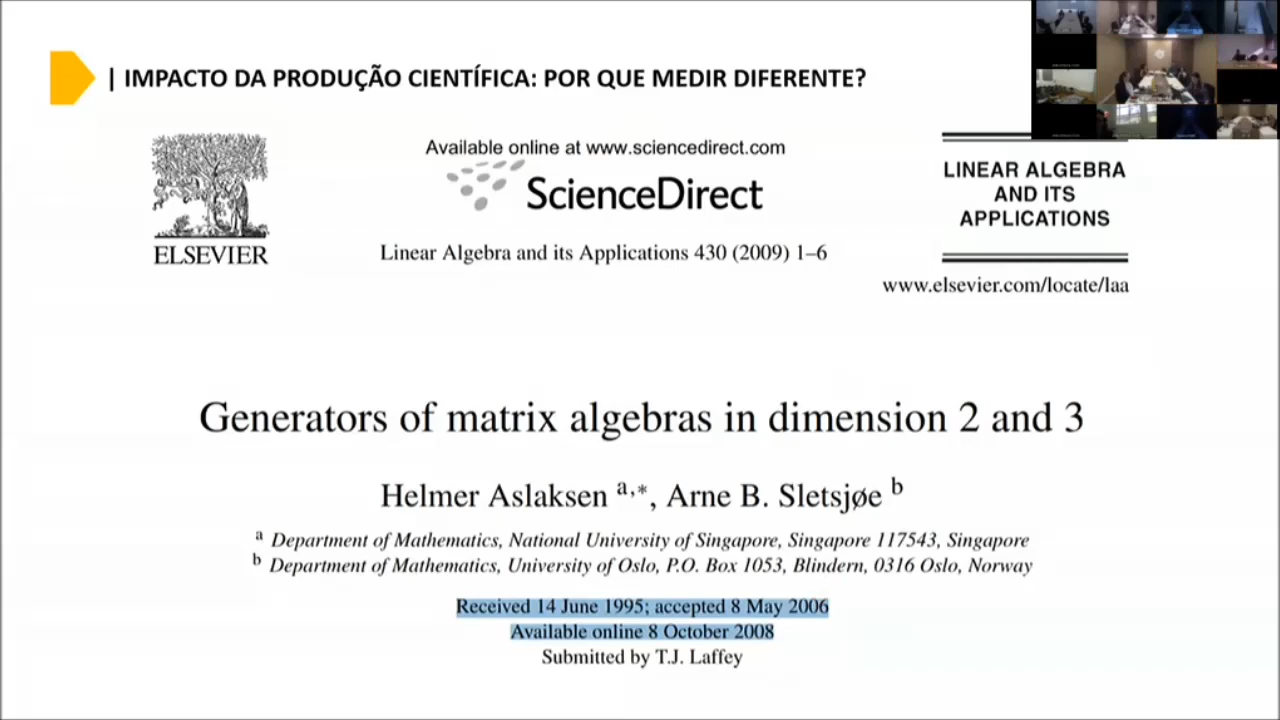 | IMPACTO DA PRODUÇÃO CIENTÍFICA: POR QUE MEDIR DIFERENTE?
ELSEVIER
Available online at www.sciencedirect.com
ScienceDirect
Linear Algebra and its Applications 430 (2009) 1–6
LINEAR ALGEBRA
AND ITS
APPLICATIONS
www.elsevier.com/locate/laa
Generators of matrix algebras in dimension 2 and 3
Helmer Aslaksen a,*, Arne B. Sletsjøe b
a Department of Mathematics, National University of Singapore, Singapore 117543, Singapore
b Department of Mathematics, University of Oslo, P.O. Box 1053, Blindern, 0316 Oslo, Norway
Received 14 June 1995; accepted 8 May 2006
Available online 8 October 2008
Submitted by T.J. Laffey